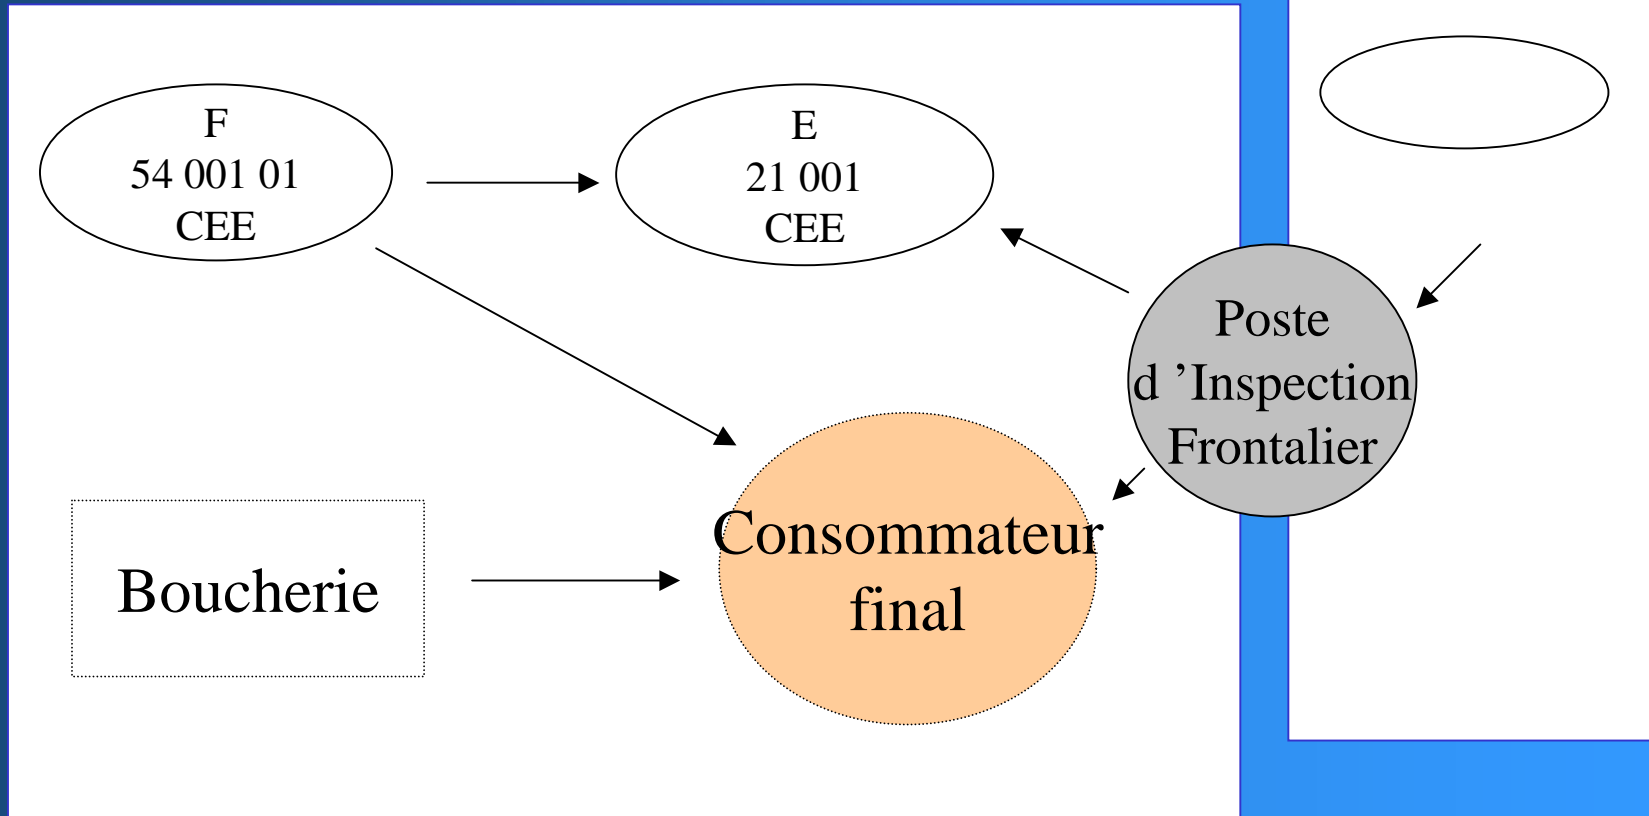 F
54 001 01
CEE
E
21 001
CEE
Poste
d ’Inspection
Frontalier
Consommateur
final
Boucherie